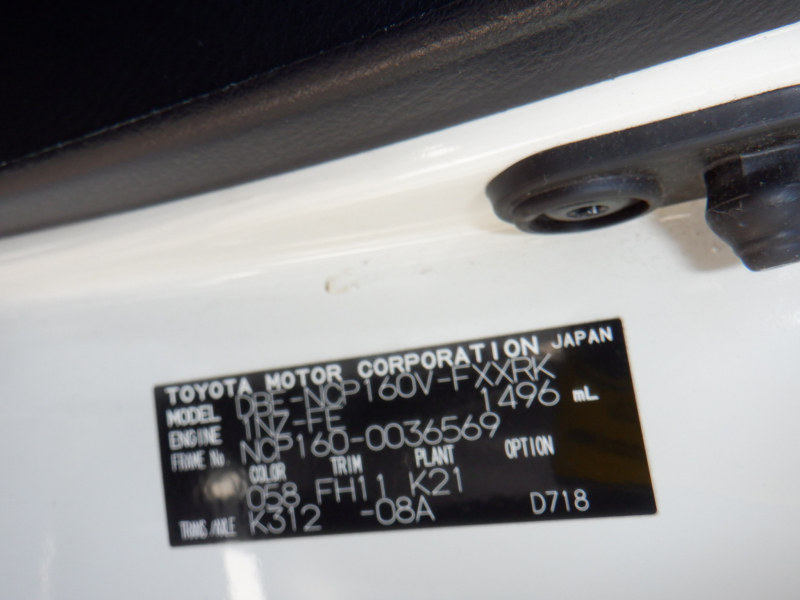 TOYOTA MOTOR CORPORATION JAPAN
MODEL DBE-NCP160V-FXXRK
ENGINE 1NZ-FE 1496 mL
FRAME No. NCP160-0036569
COLOR TRIM PLANT OPTION
058 FH11 K21
TRANS/AXLE K312 -08A D718